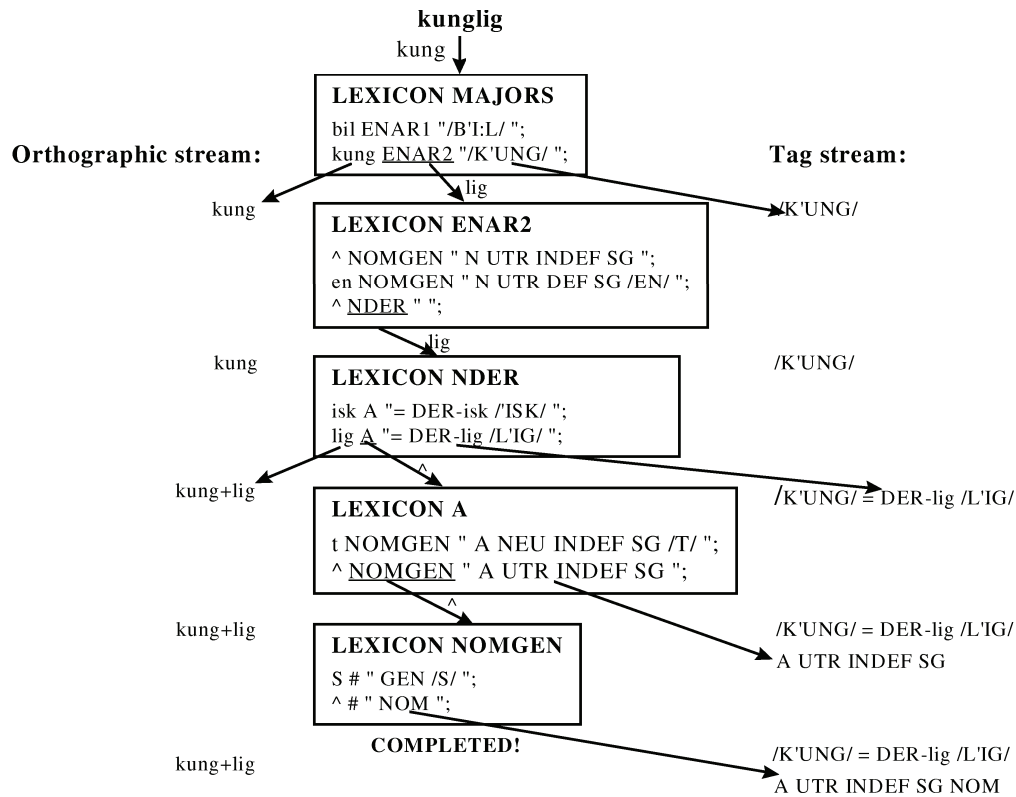 kunglig
kung
LEXICON MAJORS
bil ENAR1 "/B'I:L/ ";
kung ENAR2 "/K'UNG/ ";
Orthographic stream:
Tag stream:
lig
kung
/K'UNG/
LEXICON ENAR2
^ NOMGEN " N UTR INDEF SG ";
en NOMGEN " N UTR DEF SG /EN/ ";
^ NDER " ";
lig
kung
/K'UNG/
LEXICON NDER
isk A "= DER-isk /'ISK/ ";
lig A "= DER-lig /L'IG/ ";
^
kung+lig
/K'UNG/ = DER-lig /L'IG/
LEXICON A
t NOMGEN " A NEU INDEF SG /T/ ";
^ NOMGEN " A UTR INDEF SG ";
^
kung+lig
/K'UNG/ = DER-lig /L'IG/
A UTR INDEF SG
LEXICON NOMGEN
S # " GEN /S/ ";
^ # " NOM ";
COMPLETED!
kung+lig
/K'UNG/ = DER-lig /L'IG/
A UTR INDEF SG NOM